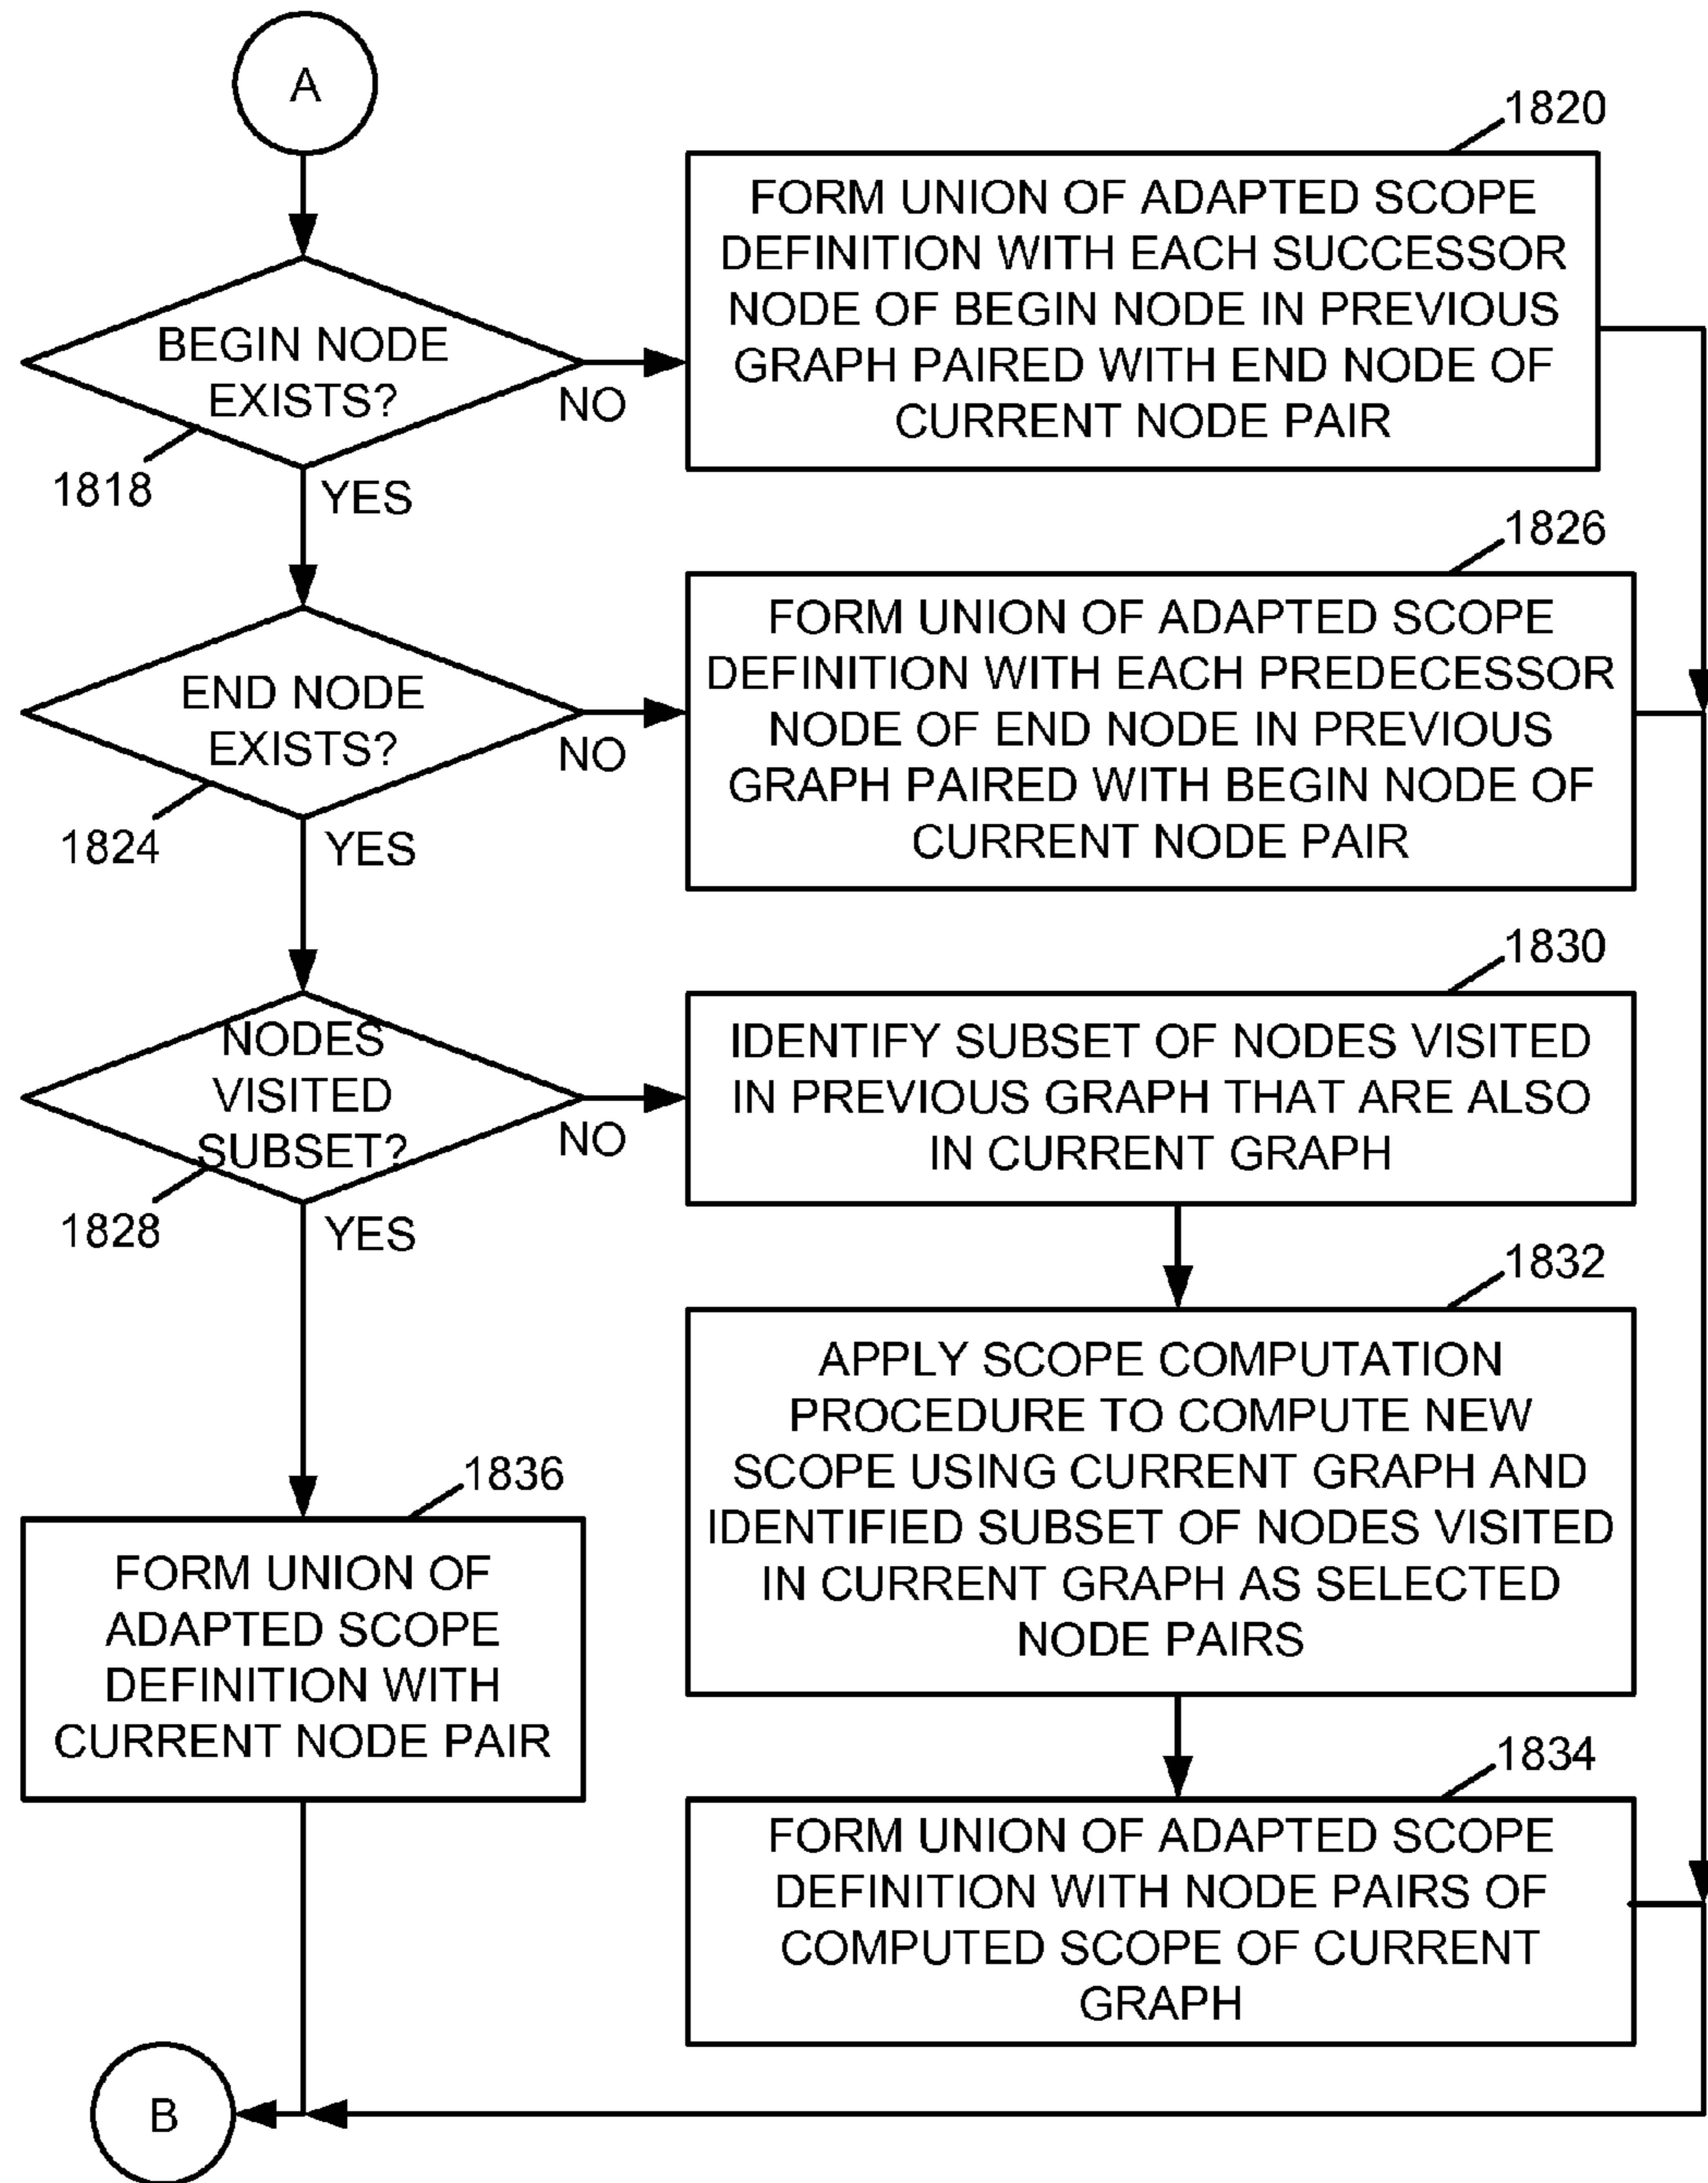 A
1820
FORM UNION OF ADAPTED SCOPE
DEFINITION WITH EACH SUCCESSOR
NODE OF BEGIN NODE IN PREVIOUS
GRAPH PAIRED WITH END NODE OF
CURRENT NODE PAIR
BEGIN NODE
EXISTS?
NO
1818
YES
1826
FORM UNION OF ADAPTED SCOPE
DEFINITION WITH EACH PREDECESSOR
NODE OF END NODE IN PREVIOUS
GRAPH PAIRED WITH BEGIN NODE OF
CURRENT NODE PAIR
END NODE
EXISTS?
NO
1824
YES
1830
IDENTIFY SUBSET OF NODES VISITED
IN PREVIOUS GRAPH THAT ARE ALSO
IN CURRENT GRAPH
NODES
VISITED
SUBSET?
NO
1828
YES
1832
APPLY SCOPE COMPUTATION
PROCEDURE TO COMPUTE NEW
SCOPE USING CURRENT GRAPH AND
IDENTIFIED SUBSET OF NODES VISITED
IN CURRENT GRAPH AS SELECTED
NODE PAIRS
1836
FORM UNION OF
ADAPTED SCOPE
DEFINITION WITH
CURRENT NODE PAIR
1834
FORM UNION OF ADAPTED SCOPE
DEFINITION WITH NODE PAIRS OF
COMPUTED SCOPE OF CURRENT
GRAPH
B